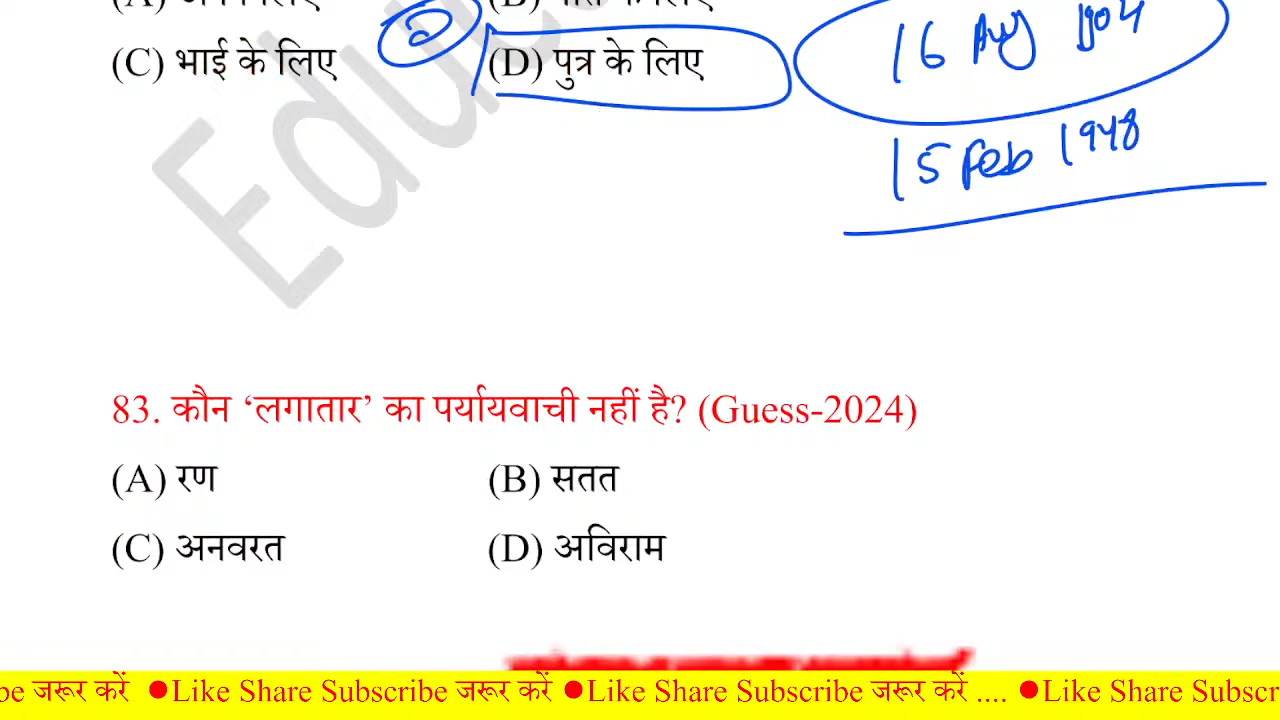 (C) भाई के लिए
(D) पुत्र के लिए
16 Aug 1904
15 Feb 1948
83. कौन ‘लगातार’ का पर्यायवाची नहीं है? (Guess-2024)
(A) रण
(B) सतत
(C) अनवरत
(D) अविराम
जरूर करें ●Like Share Subscribe जरूर करें ●Like Share Subscribe जरूर करें .... ●Like Share